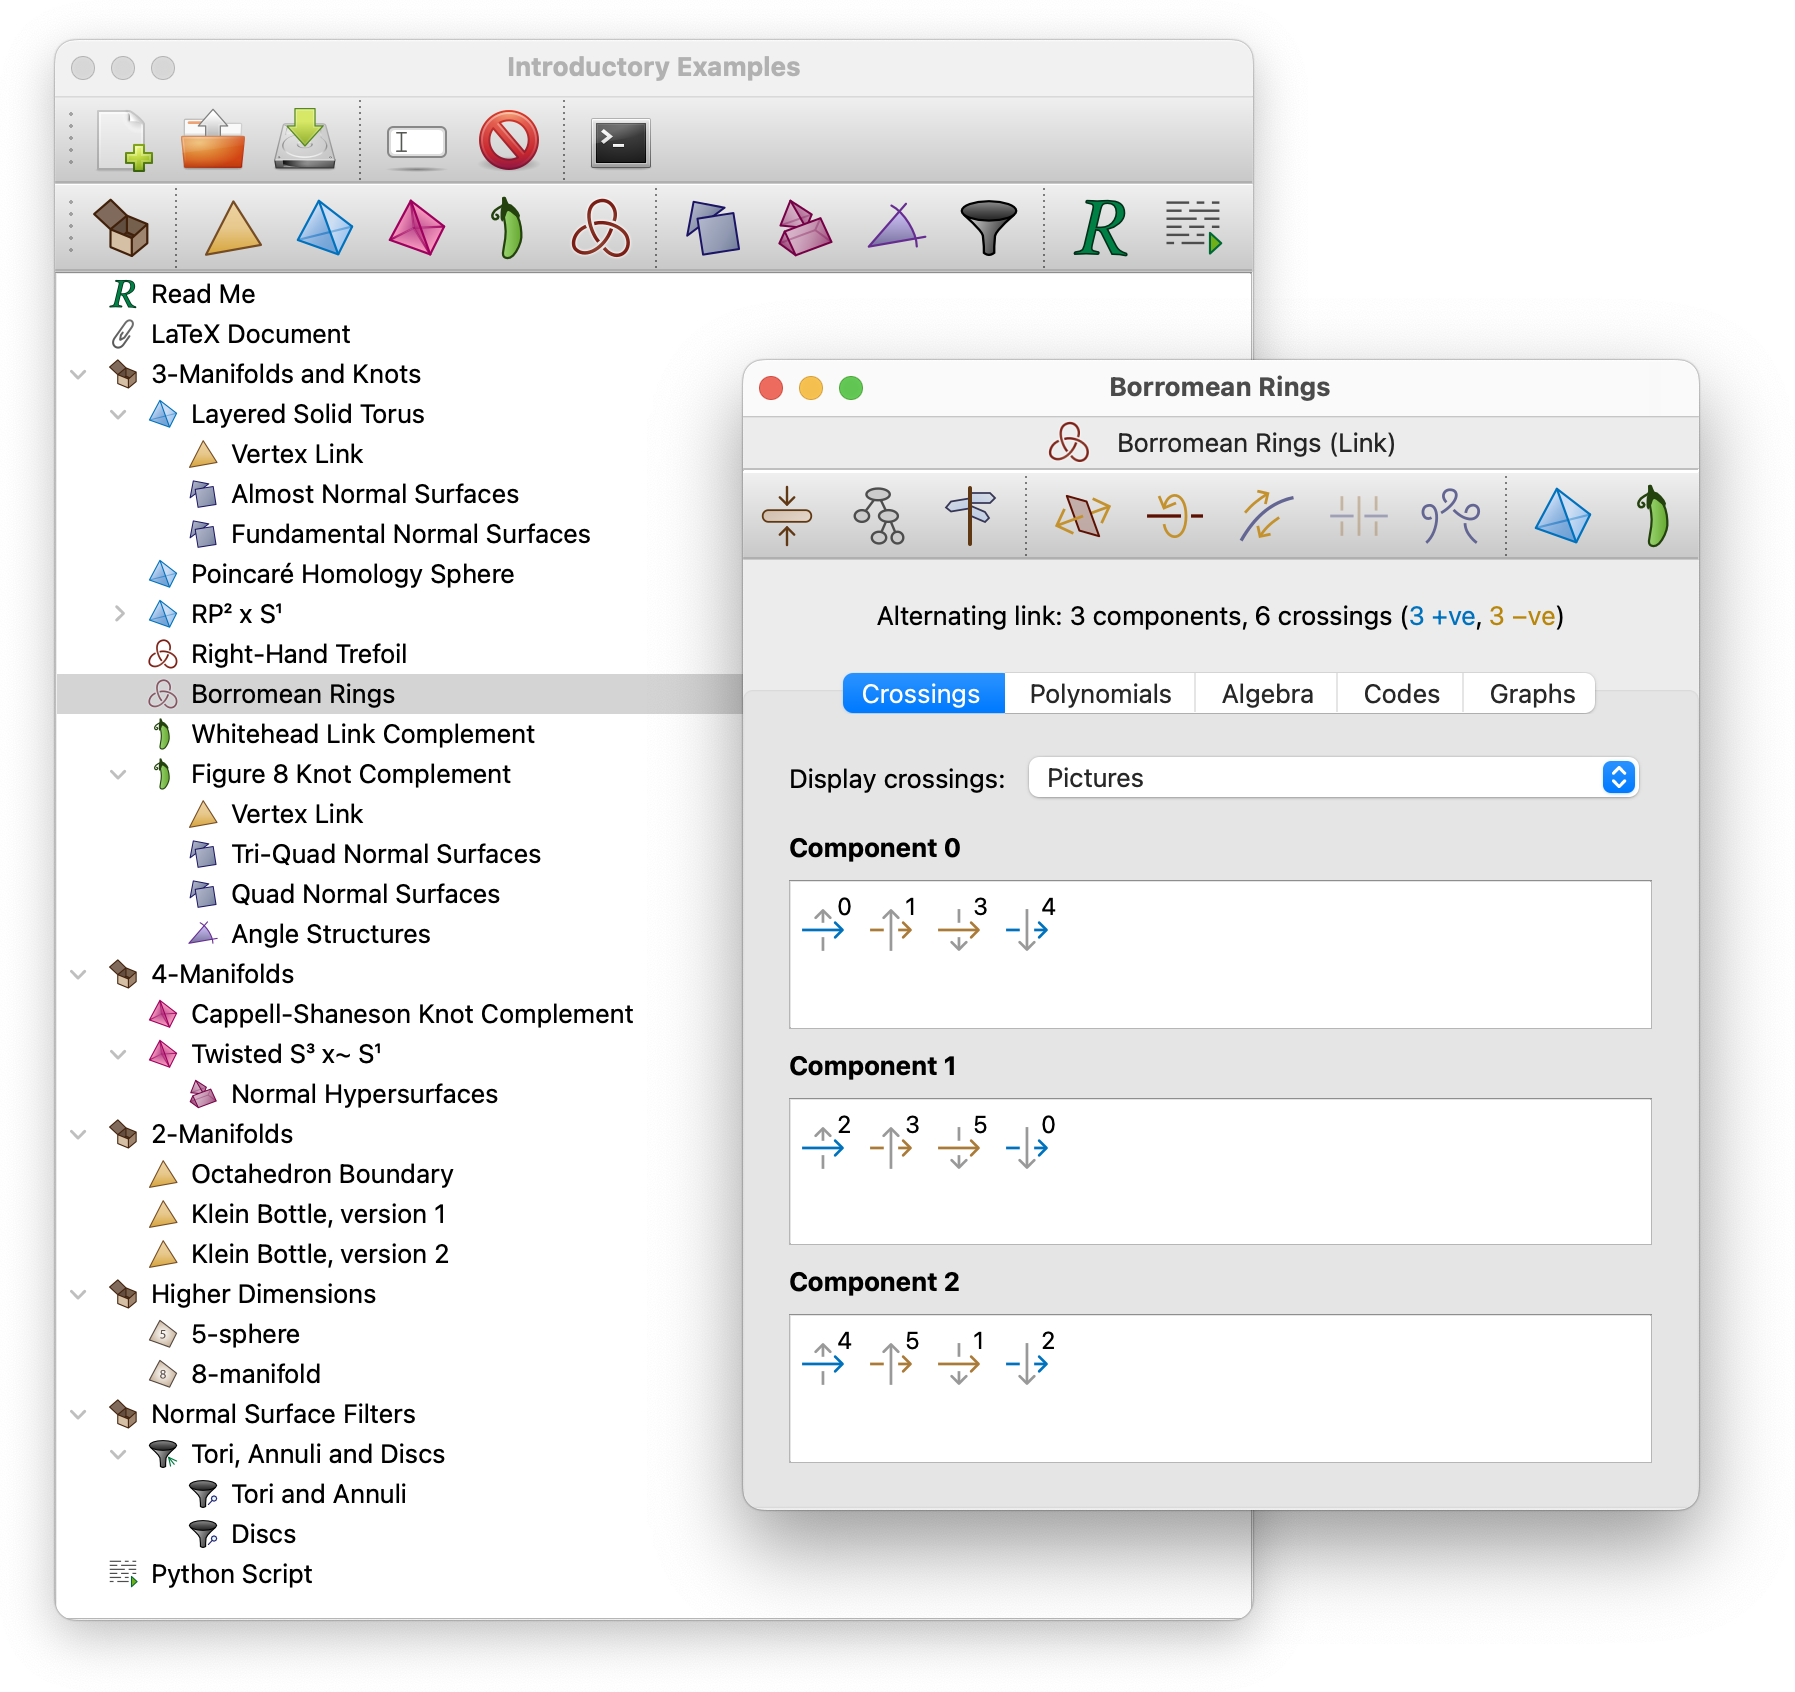 Introductory Examples
Read Me
LaTeX Document
3-Manifolds and Knots
Layered Solid Torus
Vertex Link
Almost Normal Surfaces
Fundamental Normal Surfaces
Poincaré Homology Sphere
RP² x S¹
Right-Hand Trefoil
Borromean Rings
Whitehead Link Complement
Figure 8 Knot Complement
Vertex Link
Tri-Quad Normal Surfaces
Quad Normal Surfaces
Angle Structures
4-Manifolds
Cappell-Shaneson Knot Complement
Twisted S³ x~ S¹
Normal Hypersurfaces
2-Manifolds
Octahedron Boundary
Klein Bottle, version 1
Klein Bottle, version 2
Higher Dimensions
5 5-sphere
8 8-manifold
Normal Surface Filters
Tori, Annuli and Discs
Tori and Annuli
Discs
Python Script
Borromean Rings
Borromean Rings (Link)
Alternating link: 3 components, 6 crossings (3 +ve, 3 −ve)
Crossings Polynomials Algebra Codes Graphs
Display crossings: Pictures
Component 0
0 1 3 4
Component 1
2 3 5 0
Component 2
4 5 1 2